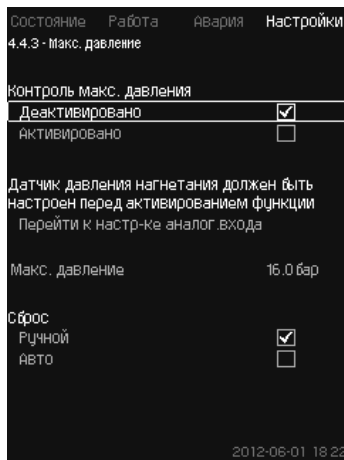 Состояние Работа Авария Настройки
4.4.3 - Макс. давление
Контроль макс. давления
Деактивировано
Активировано
Датчик давления нагнетания должен быть
настроен перед активированием функции
Перейти к настр-ке аналог.входа
Макс. давление 16.0 бар
Сброс
Ручной
Авто
2012-06-01 18:22